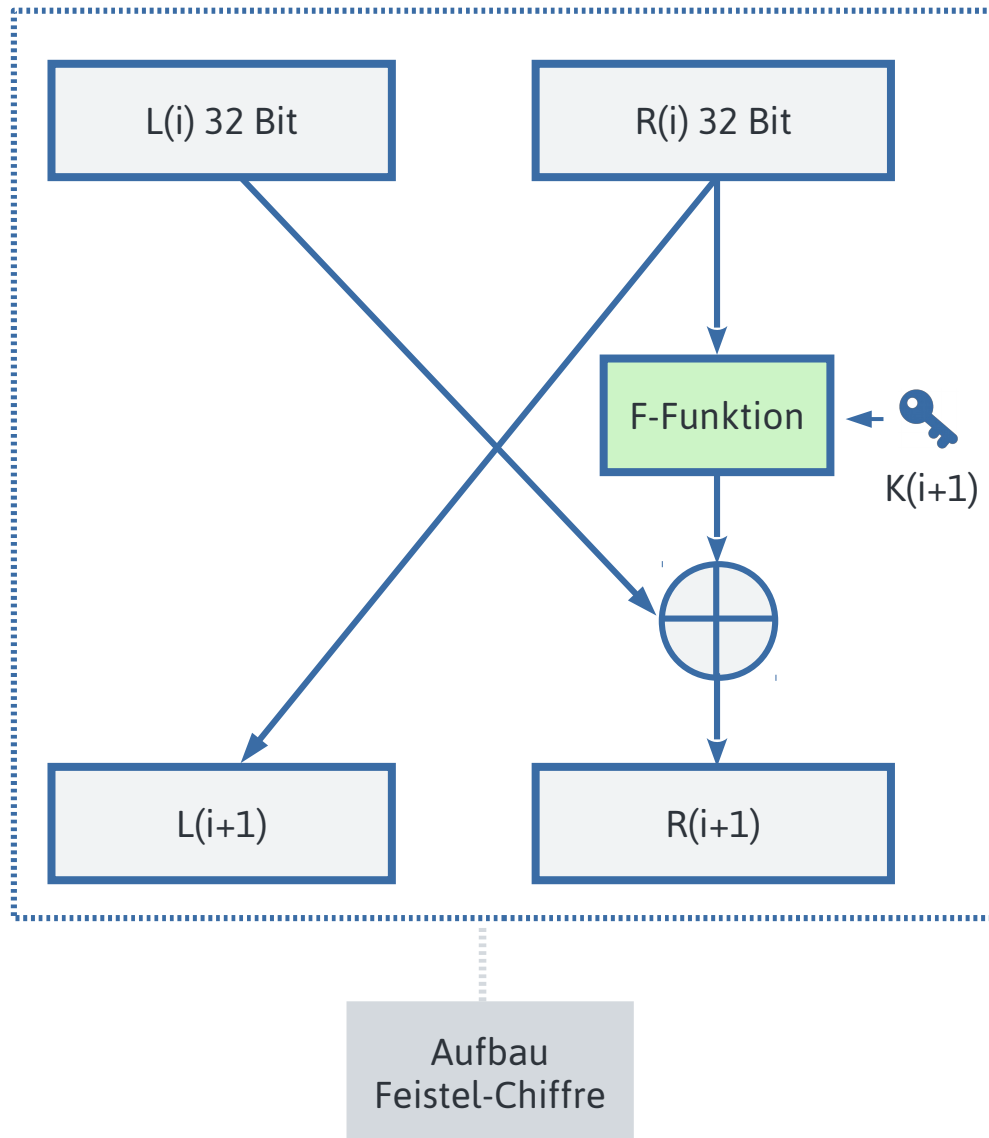 L(i) 32 Bit
R(i) 32 Bit
F-Funktion
K(i+1)
L(i+1)
R(i+1)
Aufbau
Feistel-Chiffre